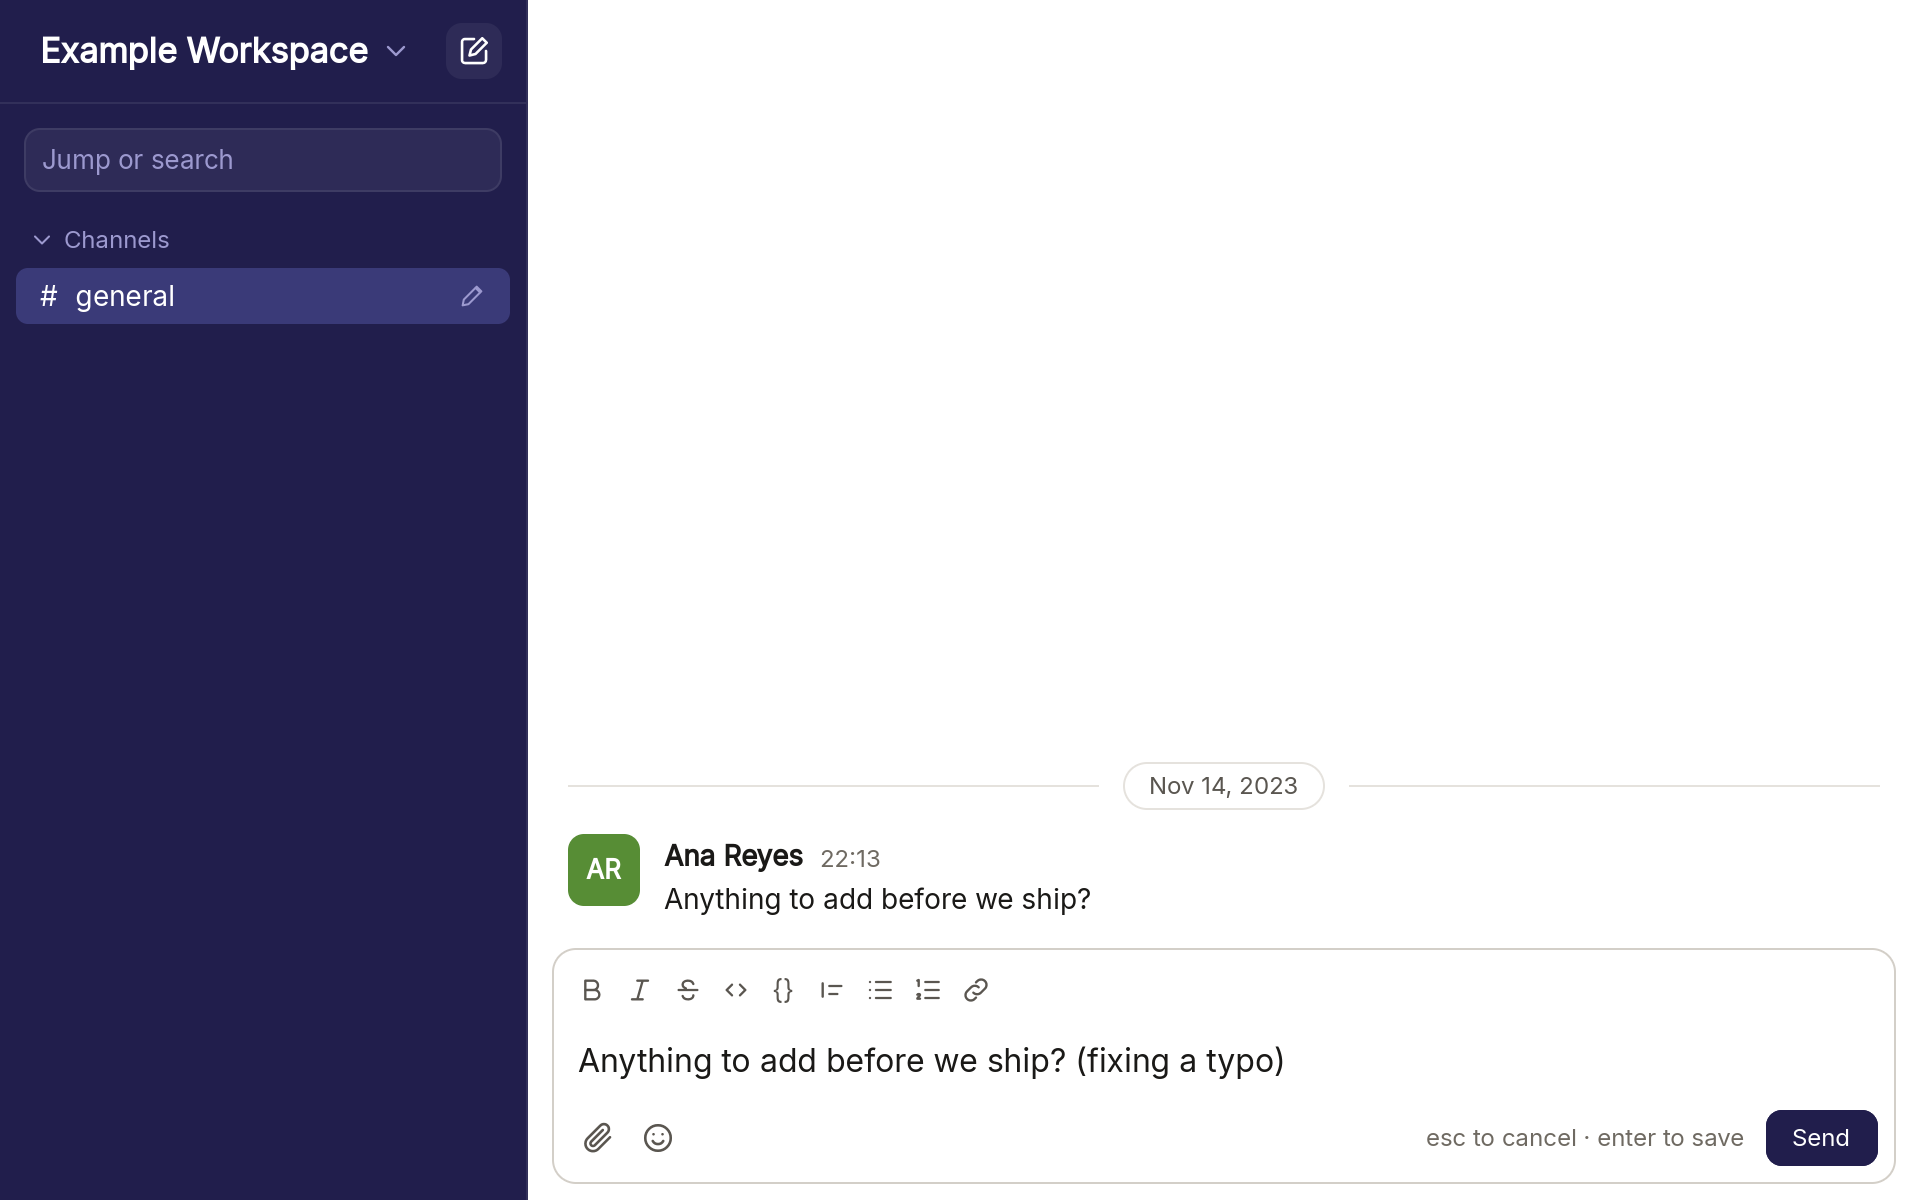 Example Workspace
Jump or search
Channels
# general
Nov 14, 2023
AR
Ana Reyes 22:13
Anything to add before we ship?
Anything to add before we ship? (fixing a typo)
esc to cancel · enter to save
Send